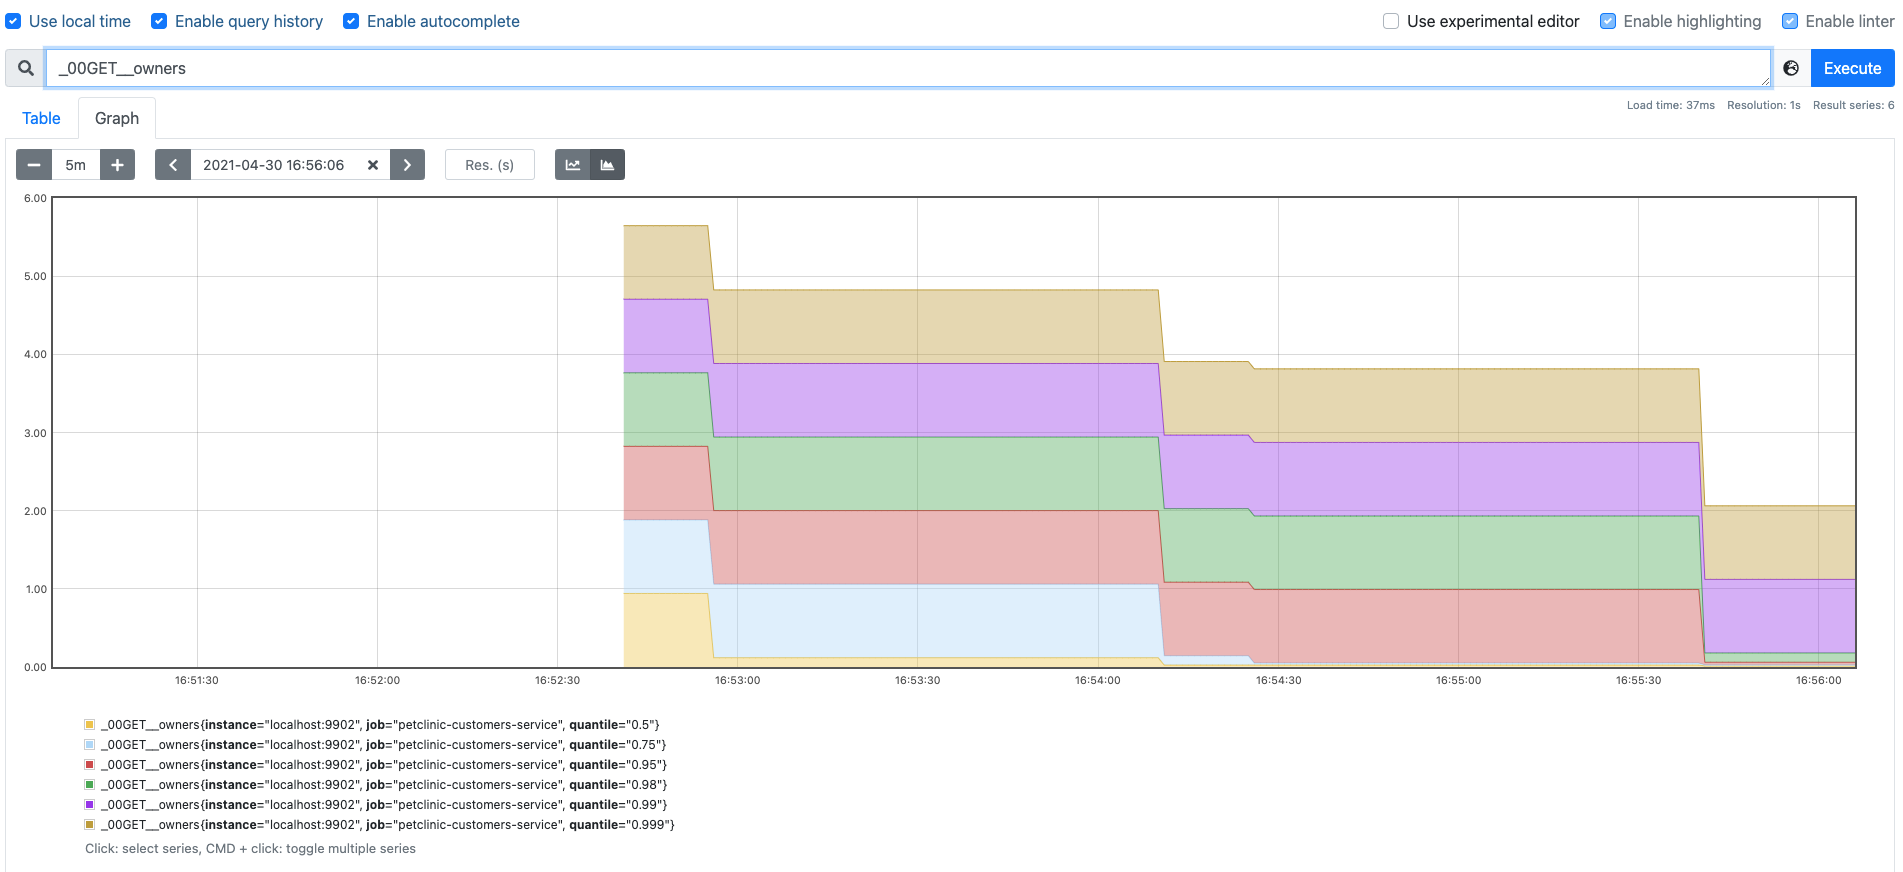 Use local time Enable query history Enable autocomplete Use experimental editor Enable highlighting Enable linter
_00GET__owners Execute
Load time: 37ms Resolution: 1s Result series: 6
Table Graph
5m 2021-04-30 16:56:06 Res. (s)
6.00
5.00
4.00
3.00
2.00
1.00
0.00
16:51:30 16:52:00 16:52:30 16:53:00 16:53:30 16:54:00 16:54:30 16:55:00 16:55:30 16:56:00
_00GET__owners{instance="localhost:9902", job="petclinic-customers-service", quantile="0.5"}
_00GET__owners{instance="localhost:9902", job="petclinic-customers-service", quantile="0.75"}
_00GET__owners{instance="localhost:9902", job="petclinic-customers-service", quantile="0.95"}
_00GET__owners{instance="localhost:9902", job="petclinic-customers-service", quantile="0.98"}
_00GET__owners{instance="localhost:9902", job="petclinic-customers-service", quantile="0.99"}
_00GET__owners{instance="localhost:9902", job="petclinic-customers-service", quantile="0.999"}
Click: select series, CMD + click: toggle multiple series